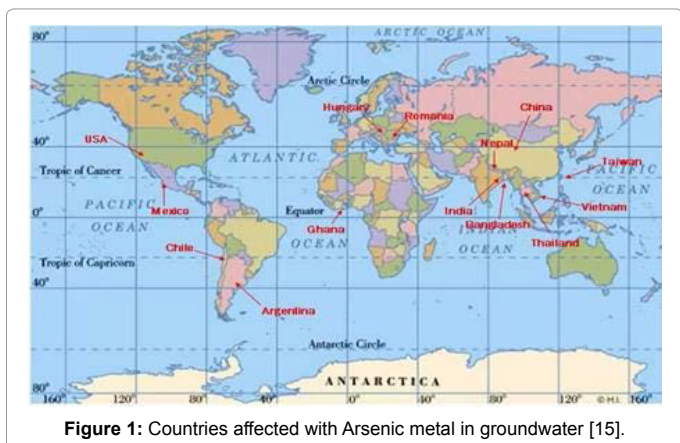 80°
ARCTIC OCEAN
Arctic Circle
Hungary
Romania
China
40°
USA
Nepal
ATLANTIC
Taiwan
Tropic of Cancer
PACIFIC
OCEAN
PACIFIC
OCEAN
Mexico
India
Vietnam
Bangladesh
0°
Equator
Ghana
OCEAN
INDIAN
OCEAN
Thailand
Chile
Tropic of Capricorn
Argentina
40°
Antarctic Circle
ANTARCTICA
80°
160° 120° 80° 40° 0° 40° 80° 120° 160°
© H.I.
Figure 1: Countries affected with Arsenic metal in groundwater [15].